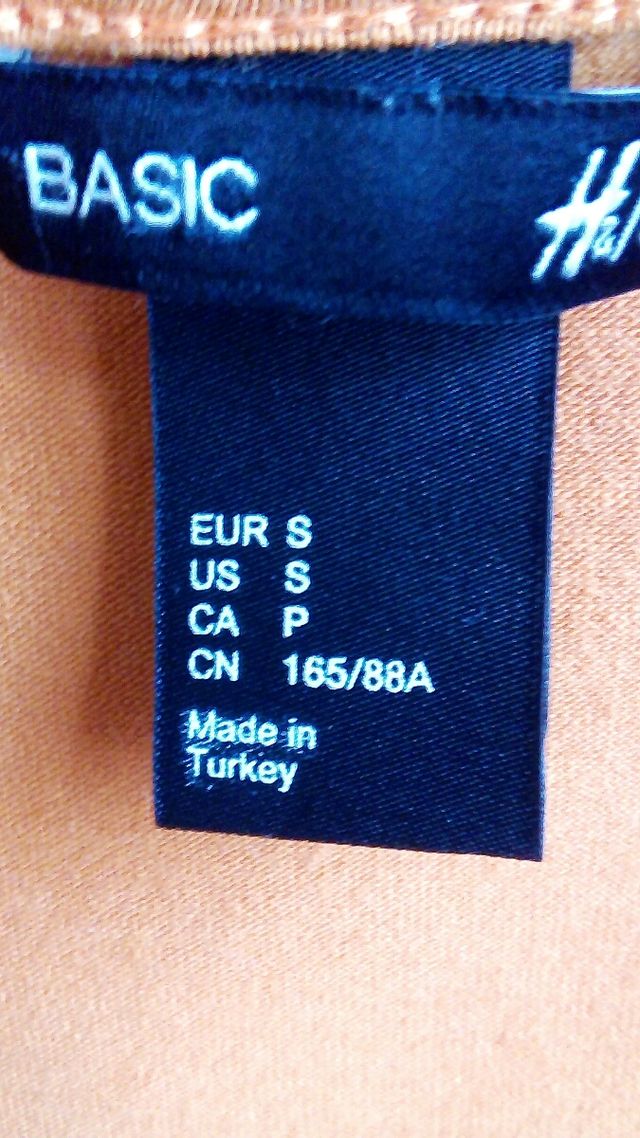 BASIC
H&M
EUR S
US S
CA P
CN 165/88A
Made in
Turkey